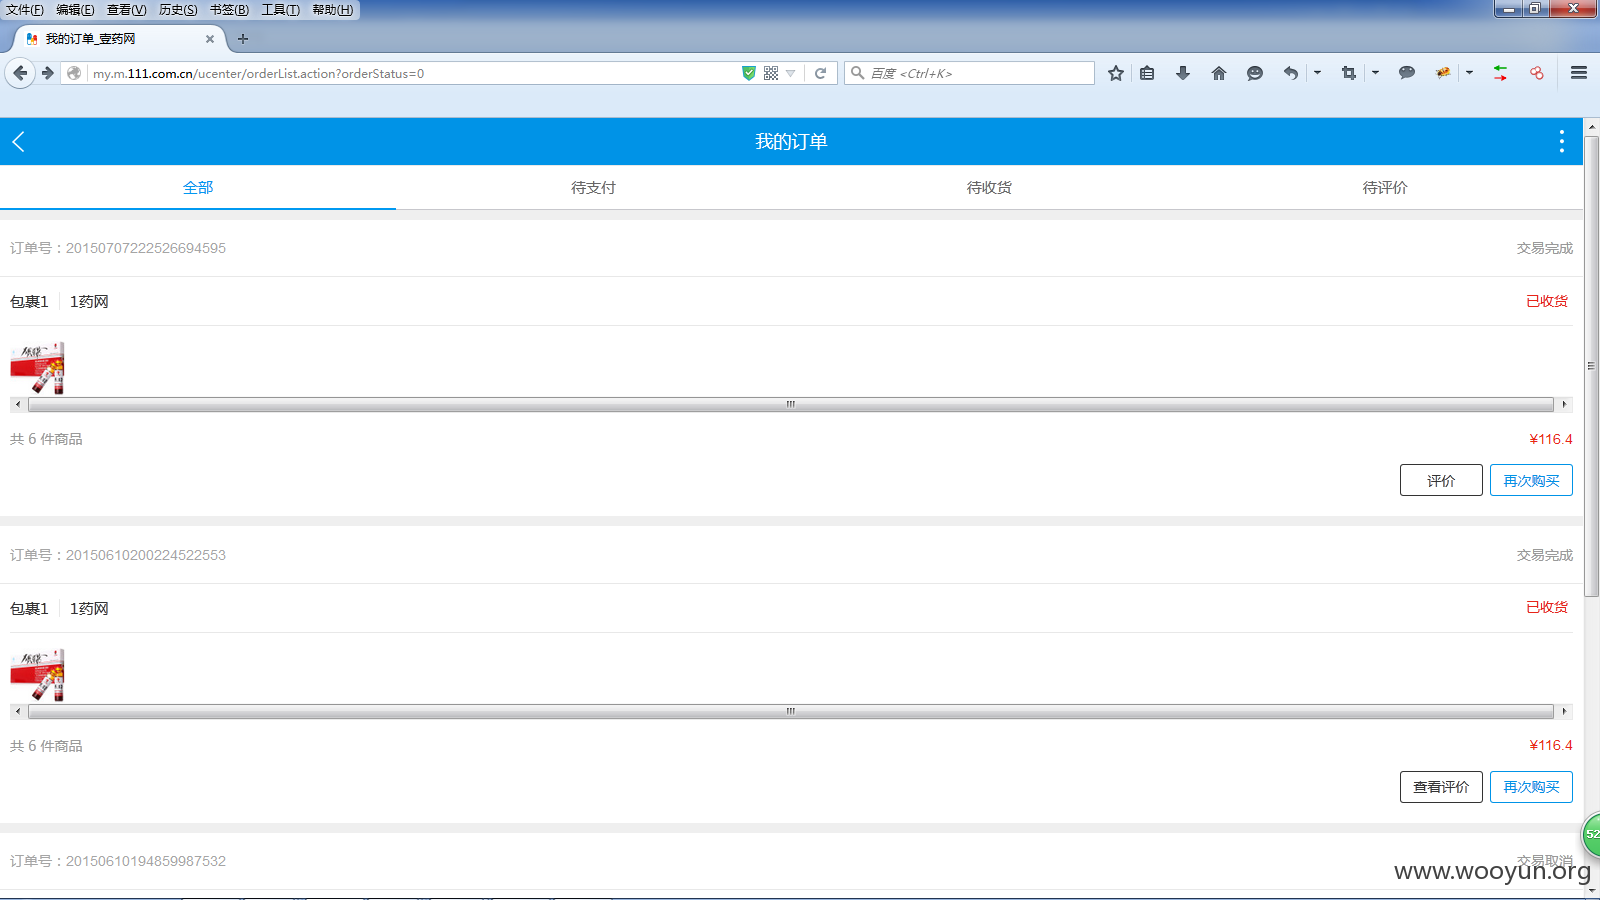 文件(F) 编辑(E) 查看(V) 历史(S) 书签(B) 工具(T) 帮助(H)
我的订单_壹药网
my.m.111.com.cn/ucenter/orderList.action?orderStatus=0
百度 <Ctrl+K>
我的订单
全部 待支付 待收货 待评价
订单号：20150707222526694595 交易完成
包裹1 1药网 已收货
共 6 件商品 ¥116.4
评价 再次购买
订单号：20150610200224522553 交易完成
包裹1 1药网 已收货
共 6 件商品 ¥116.4
查看评价 再次购买
52
订单号：20150610194859987532 交易取消
www.wooyun.org